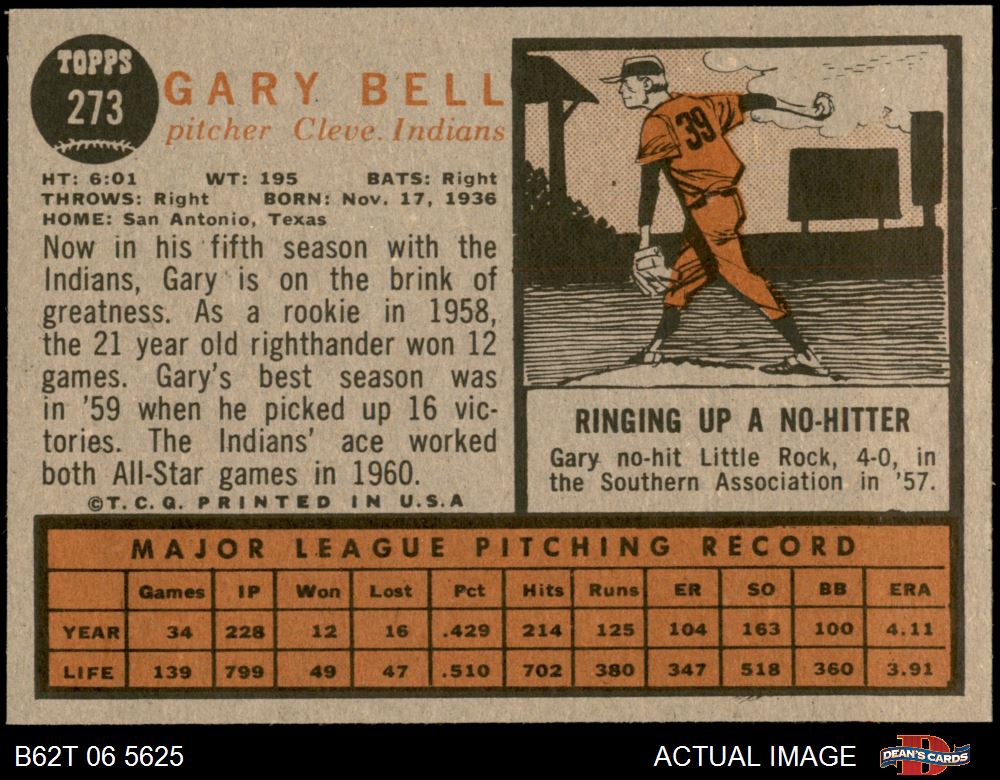 TOPPS
273
GARY BELL
pitcher Cleve. Indians
HT: 6:01 WT: 195 BATS: Right
THROWS: Right BORN: Nov. 17, 1936
HOME: San Antonio, Texas
Now in his fifth season with the
Indians, Gary is on the brink of
greatness. As a rookie in 1958,
the 21 year old righthander won 12
games. Gary's best season was
in '59 when he picked up 16 vic-
tories. The Indians' ace worked
both All-Star games in 1960.
©T.C.G. PRINTED IN U.S.A
39
RINGING UP A NO-HITTER
Gary no-hit Little Rock, 4-0, in
the Southern Association in '57.
MAJOR LEAGUE PITCHING RECORD
Games IP Won Lost Pct Hits Runs ER SO BB ERA
YEAR 34 228 12 16 .429 214 125 104 163 100 4.11
LIFE 139 799 49 47 .510 702 380 347 518 360 3.91
B62T 06 5625 ACTUAL IMAGE DEAN'S CARDS